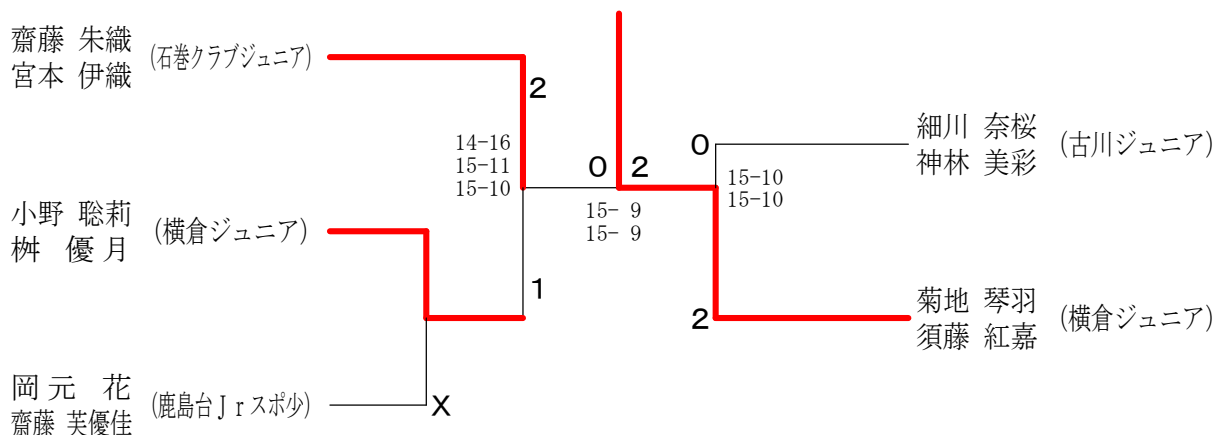 齋藤 朱織
宮本 伊織
(石巻クラブジュニア)
2
14-16
15-11
15-10
小野 聡莉
桝 優月
(横倉ジュニア)
1
岡元 花
齋藤 芙優佳
(鹿島台Ｊｒスポ少)
X
0 2
15- 9
15- 9
0
細川 奈桜
神林 美彩
(古川ジュニア)
15-10
15-10
2
菊地 琴羽
須藤 紅嘉
(横倉ジュニア)